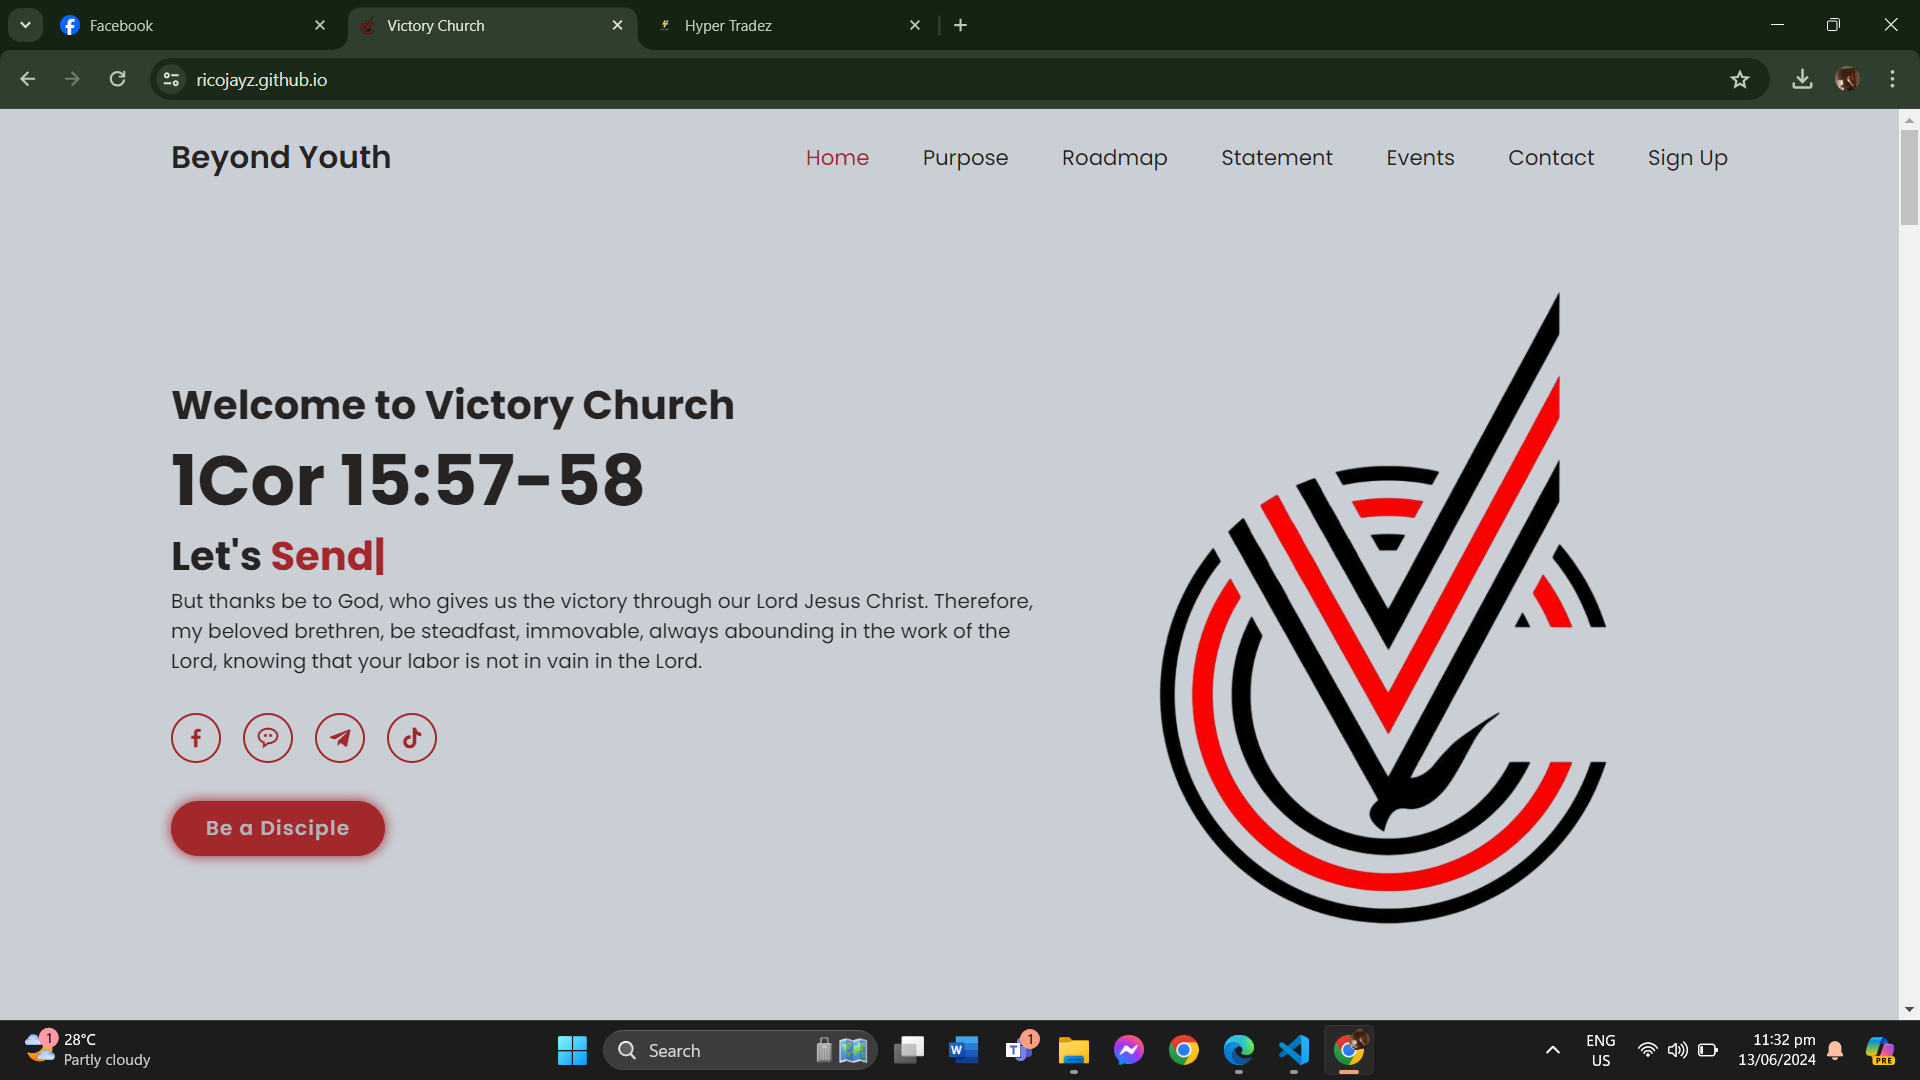 Facebook
Victory Church
Hyper Tradez
ricojayz.github.io
Beyond Youth
Home
Purpose
Roadmap
Statement
Events
Contact
Sign Up
Welcome to Victory Church
1Cor 15:57-58
Let's Send|
But thanks be to God, who gives us the victory through our Lord Jesus Christ. Therefore,
my beloved brethren, be steadfast, immovable, always abounding in the work of the
Lord, knowing that your labor is not in vain in the Lord.
Be a Disciple
1
28°C
Partly cloudy
Search
W
T
1
ENG
US
11:32 pm
13/06/2024
PRE